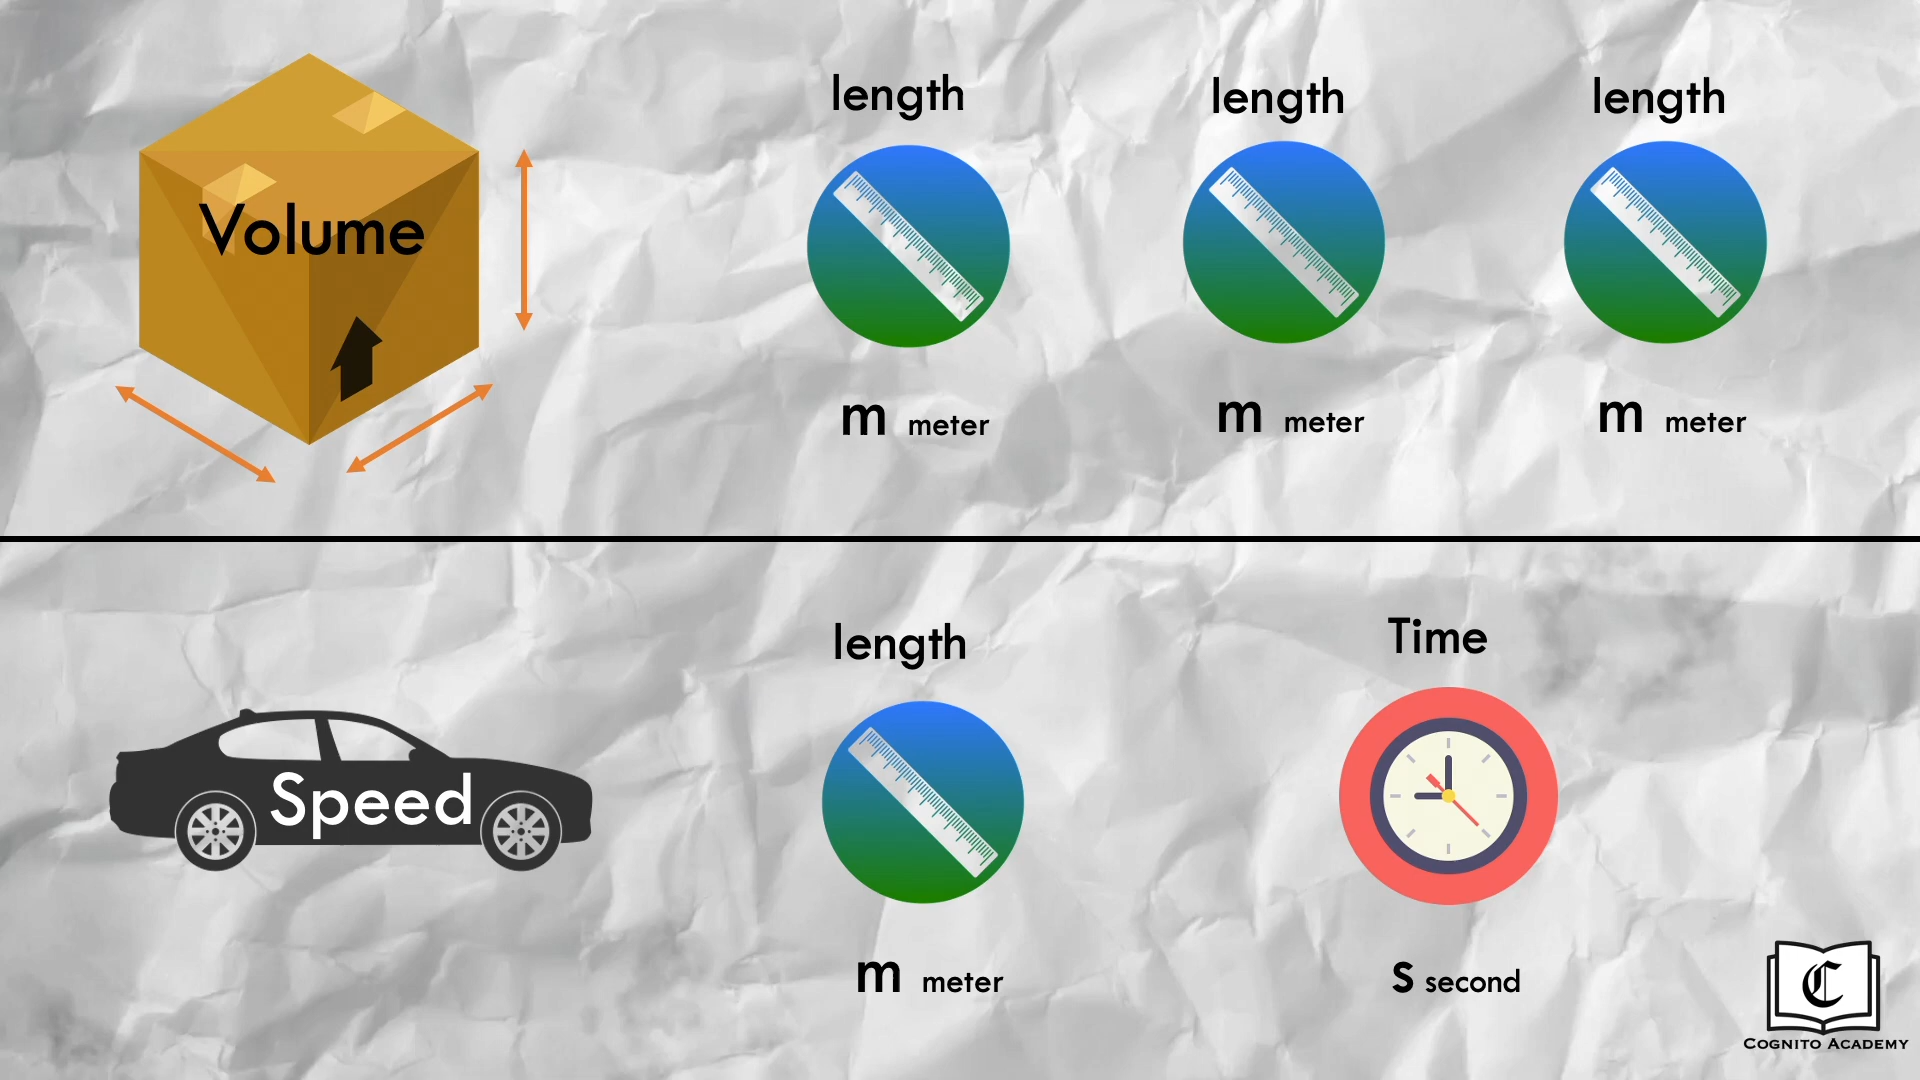 length length length
Volume
m meter m meter m meter
length Time
Speed
m meter s second
C
COGNITO ACADEMY